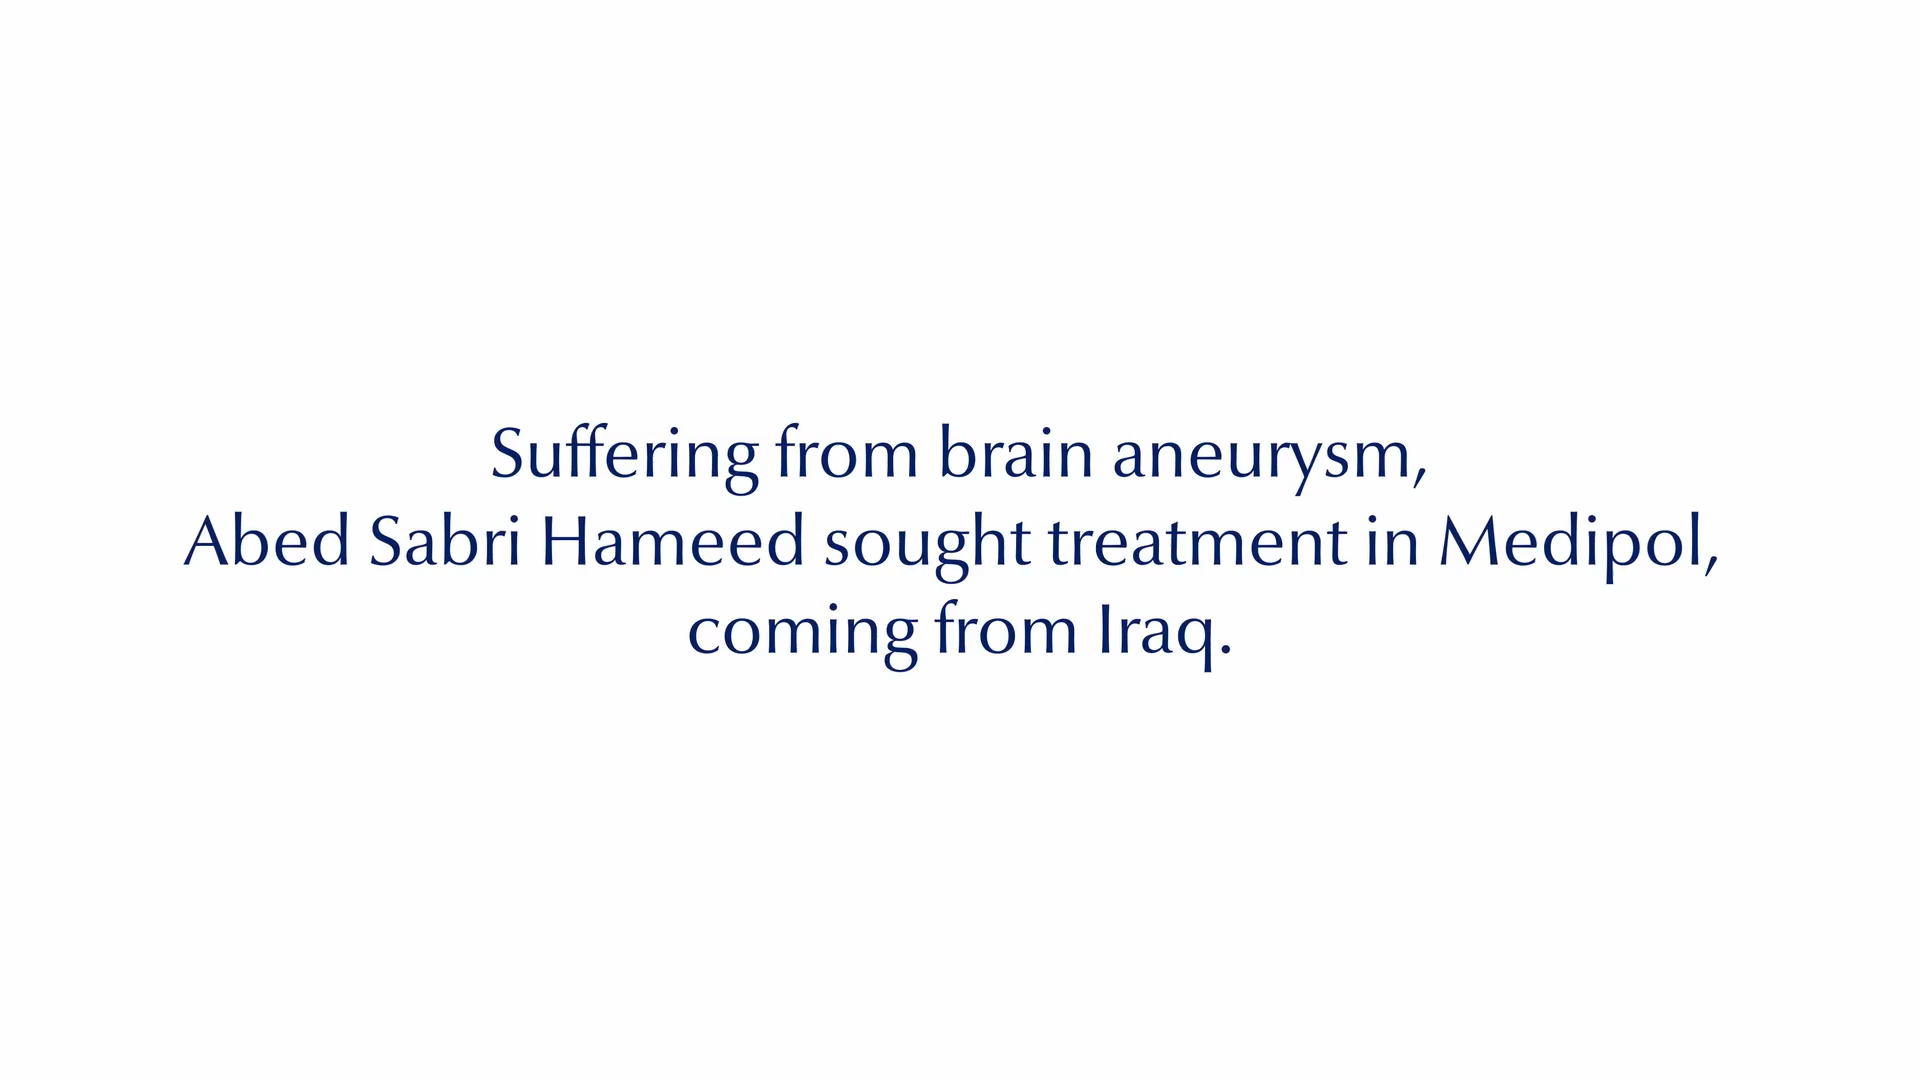 Suffering from brain aneurysm,
Abed Sabri Hameed sought treatment in Medipol,
coming from Iraq.